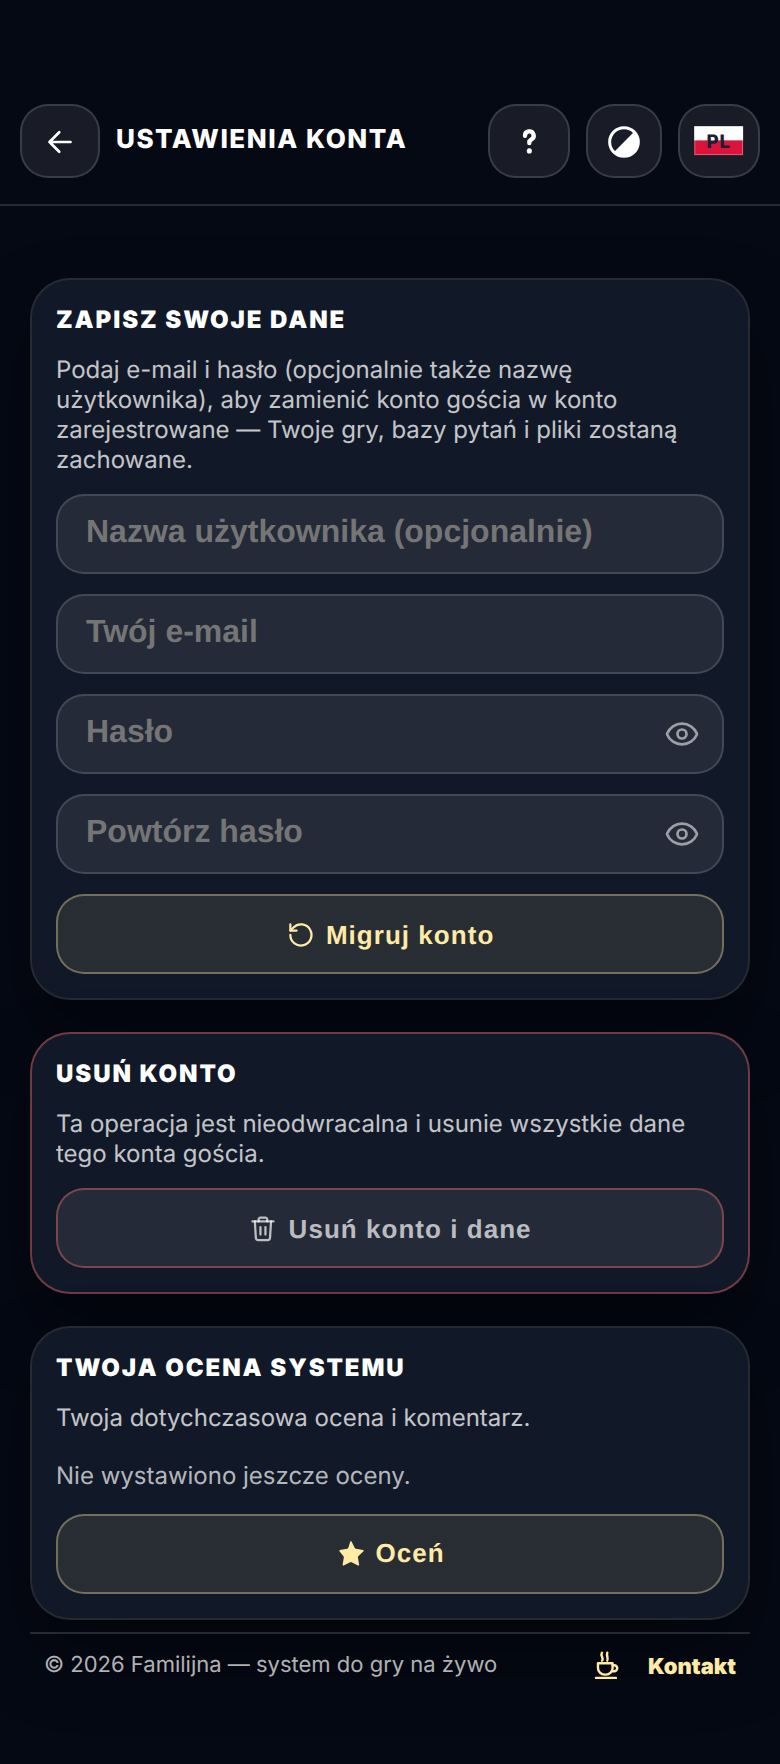 USTAWIENIA KONTA
?
PL
ZAPISZ SWOJE DANE
Podaj e-mail i hasło (opcjonalnie także nazwę
użytkownika), aby zamienić konto gościa w konto
zarejestrowane — Twoje gry, bazy pytań i pliki zostaną
zachowane.
Nazwa użytkownika (opcjonalnie)
Twój e-mail
Hasło
Powtórz hasło
Migruj konto
USUŃ KONTO
Ta operacja jest nieodwracalna i usunie wszystkie dane
tego konta gościa.
Usuń konto i dane
TWOJA OCENA SYSTEMU
Twoja dotychczasowa ocena i komentarz.
Nie wystawiono jeszcze oceny.
Oceń
© 2026 Familijna — system do gry na żywo
Kontakt